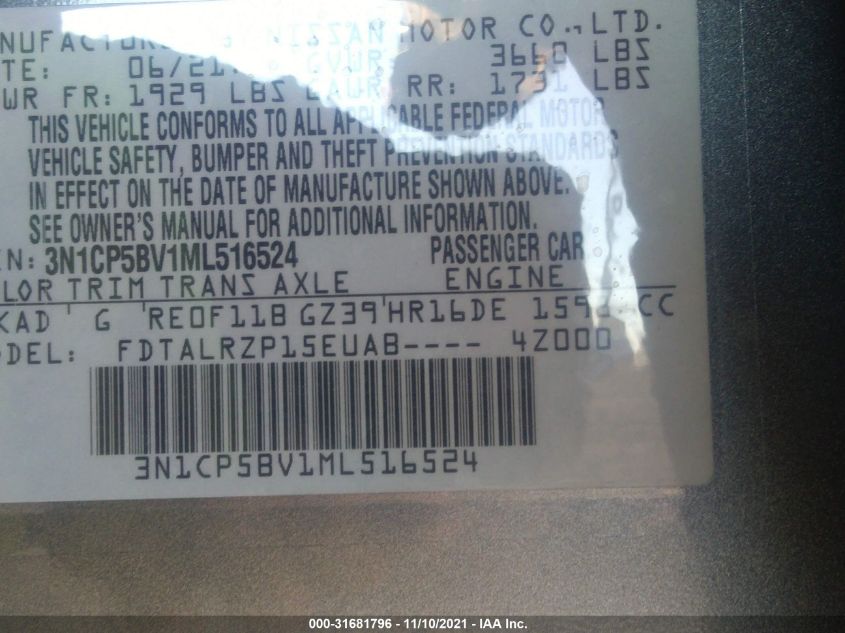 NUFACTUR NISSAN MOTOR CO., LTD.
TE: 06/21 GVWR 3660 LBS
WR FR: 1929 LBS GAWR RR: 1731 LBS
THIS VEHICLE CONFORMS TO ALL APPLICABLE FEDERAL MOTOR
VEHICLE SAFETY, BUMPER AND THEFT PREVENTION STANDARDS
IN EFFECT ON THE DATE OF MANUFACTURE SHOWN ABOVE.
SEE OWNER'S MANUAL FOR ADDITIONAL INFORMATION.
N: 3N1CP5BV1ML516524 PASSENGER CAR
LOR TRIM TRANS AXLE ENGINE
KAD G RE0F11B GZ39 HR16DE CC
DEL: FDTALRZP15EUAB---- 4Z000
3N1CP5BV1ML516524
000-31681796 - 11/10/2021 - IAA Inc.